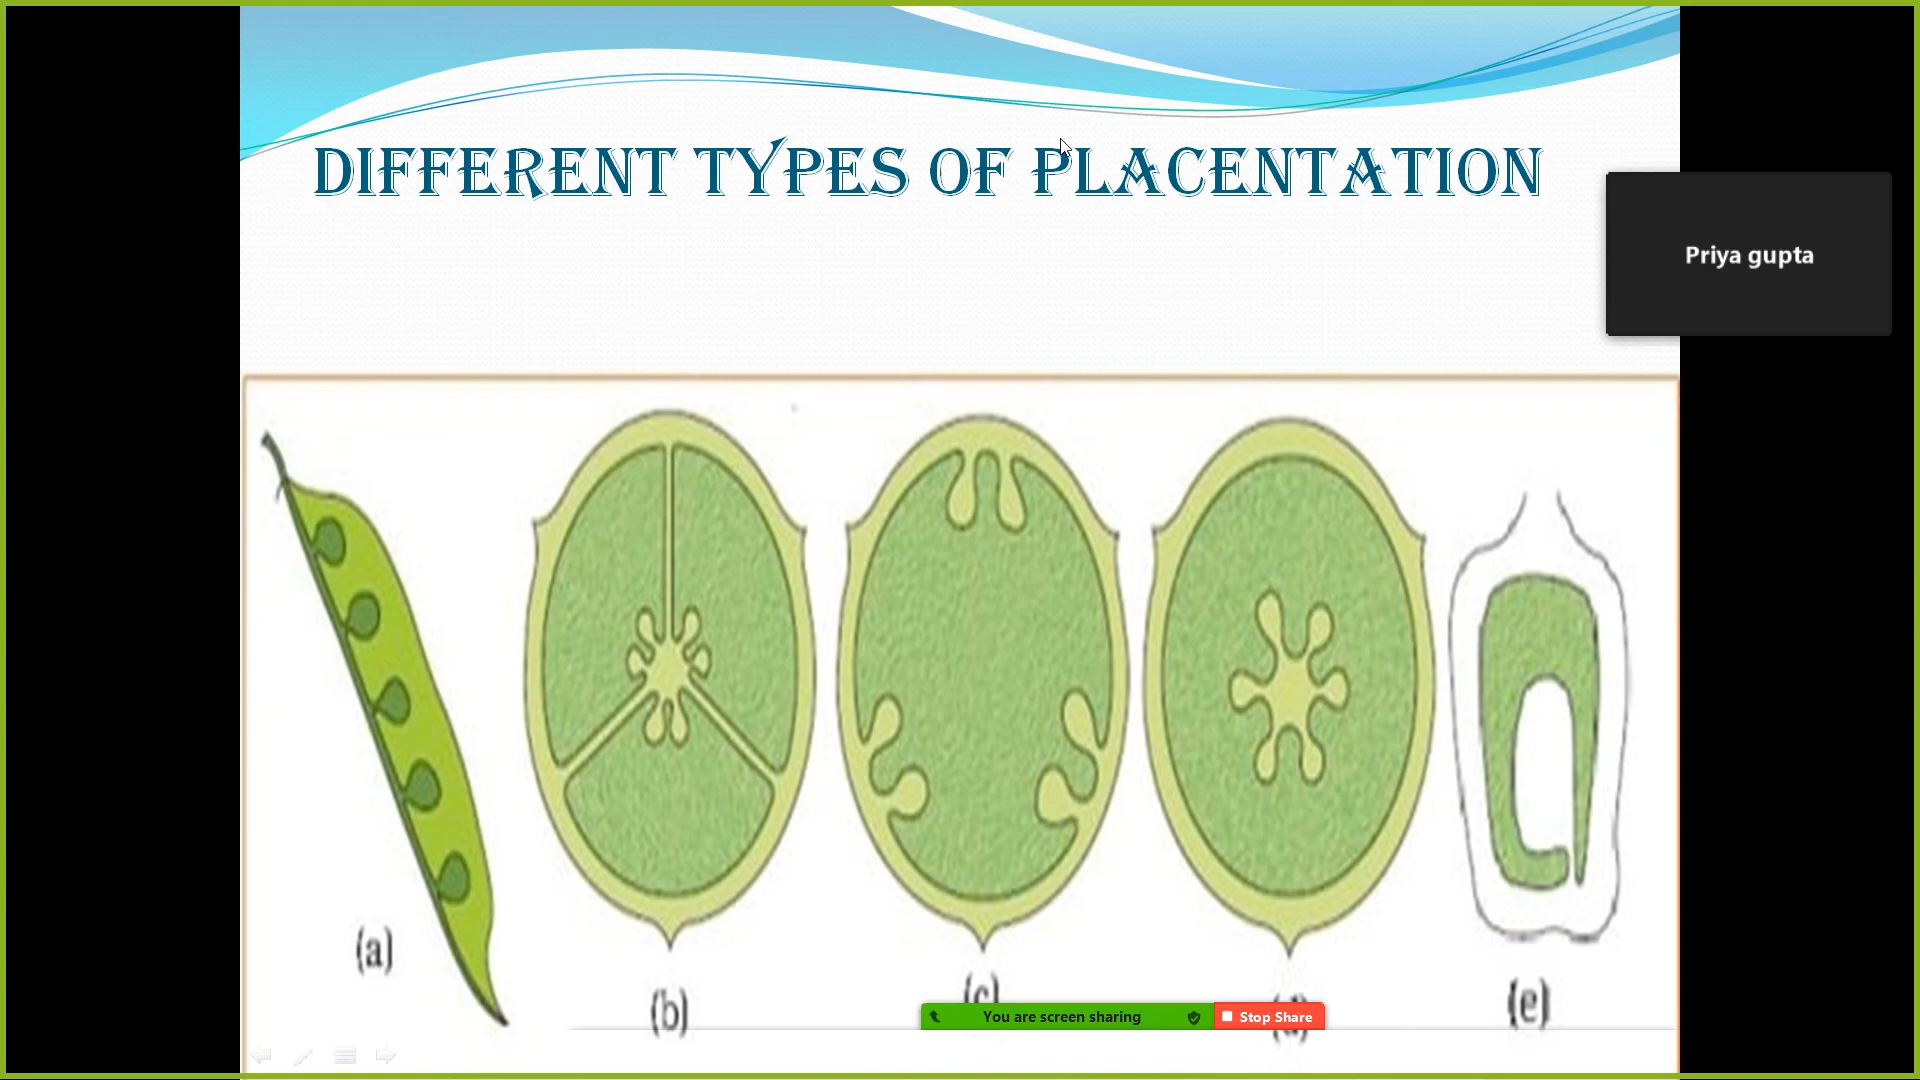 DIFFERENT TYPES OF PLACENTATION
Priya gupta
(a)
(b)
(c)
(d)
(e)
You are screen sharing
Stop Share